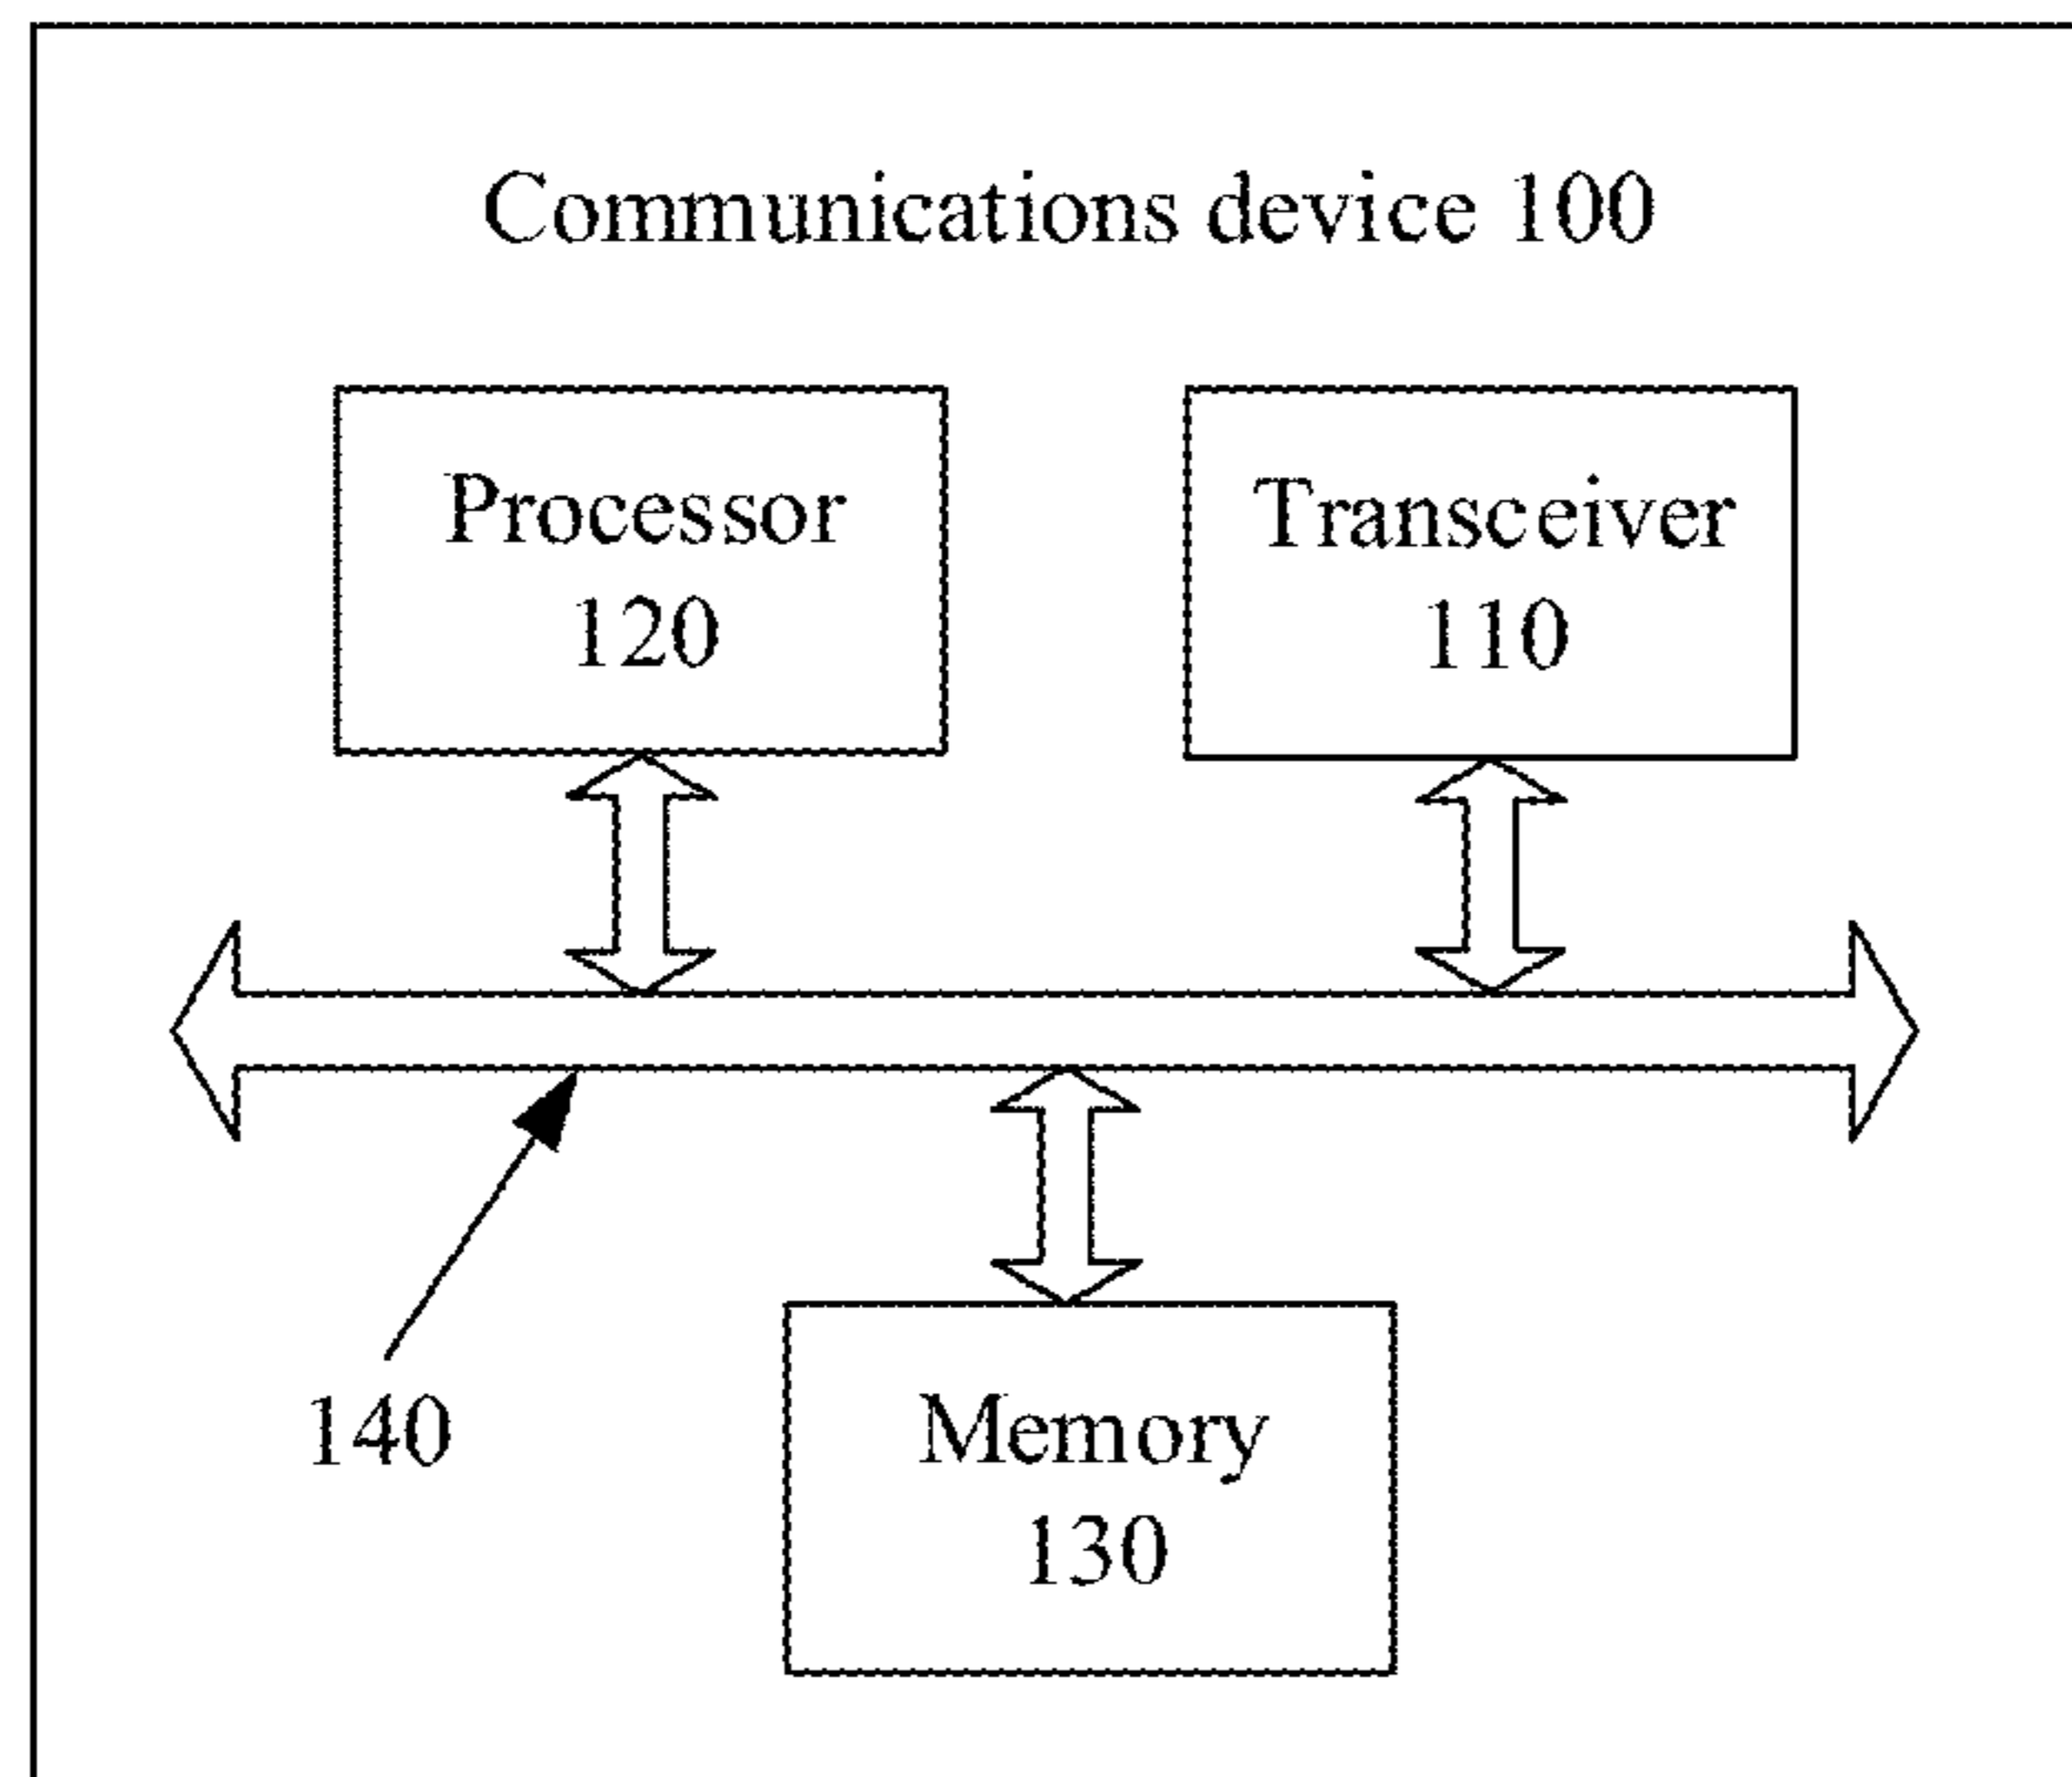 Communications device 100
Processor
120
Transceiver
110
140
Memory
130